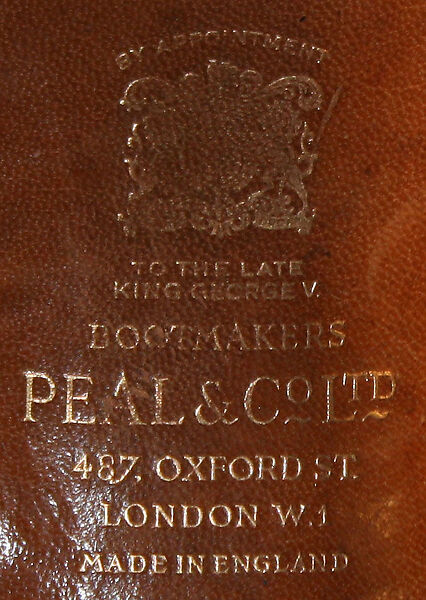 BY APPOINTMENT
TO THE LATE
KING GEORGE V.
BOOTMAKERS
PEAL & CO LTD
487, OXFORD ST.
LONDON W.1
MADE IN ENGLAND